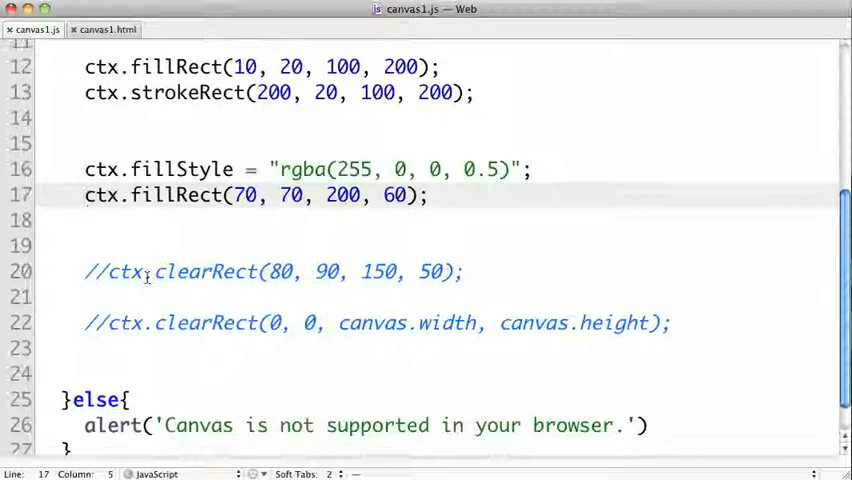 canvas1.js — Web
× canvas1.js × canvas1.html
11
12 ctx.fillRect(10, 20, 100, 200);
13 ctx.strokeRect(200, 20, 100, 200);
14
15
16 ctx.fillStyle = "rgba(255, 0, 0, 0.5)";
17 ctx.fillRect(70, 70, 200, 60);
18
19
20 //ctx.clearRect(80, 90, 150, 50);
21
22 //ctx.clearRect(0, 0, canvas.width, canvas.height);
23
24
25 }else{
26 alert('Canvas is not supported in your browser.')
27 }
Line: 17 Column: 5 JavaScript Soft Tabs: 2 —